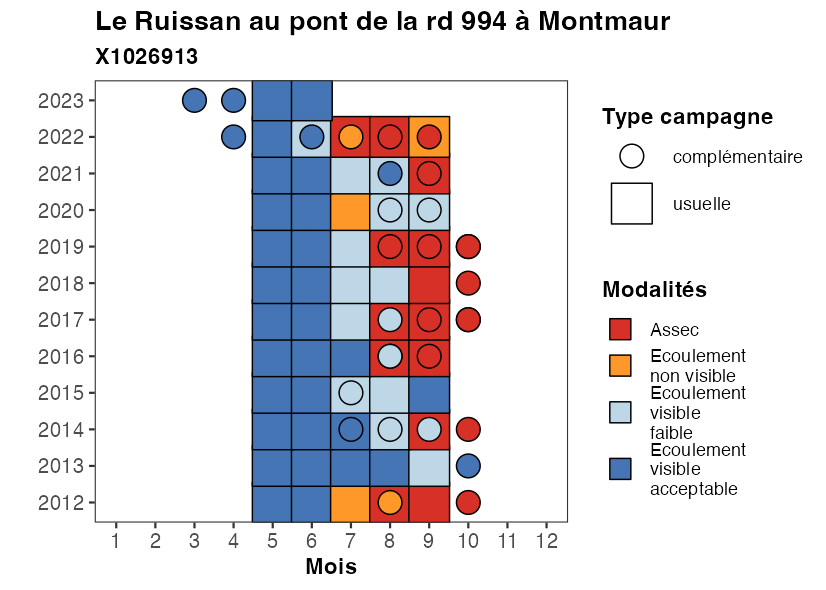 Le Ruissan au pont de la rd 994 à Montmaur
X1026913
2023
2022
2021
2020
2019
2018
2017
2016
2015
2014
2013
2012
1 2 3 4 5 6 7 8 9 10 11 12
Mois
Type campagne
complémentaire
usuelle
Modalités
Assec
Ecoulement
non visible
Ecoulement
visible
faible
Ecoulement
visible
acceptable